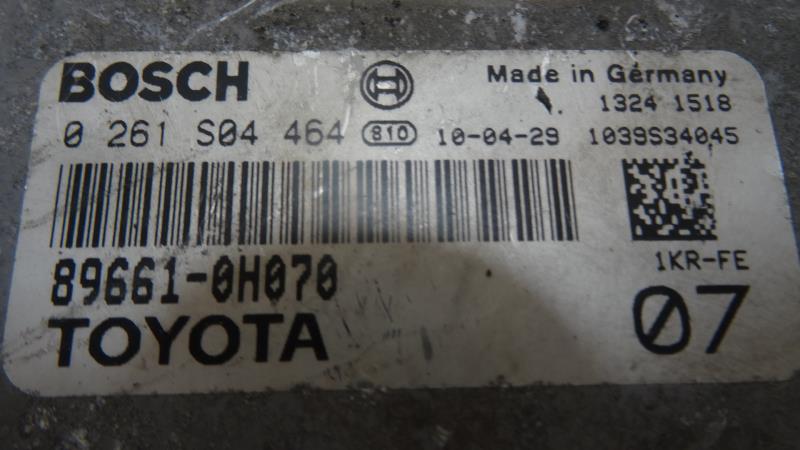 BOSCH Made in Germany
1324 1518
0 261 S04 464 810 10-04-29 1039S34045
89661-0H070 1KR-FE
TOYOTA 07